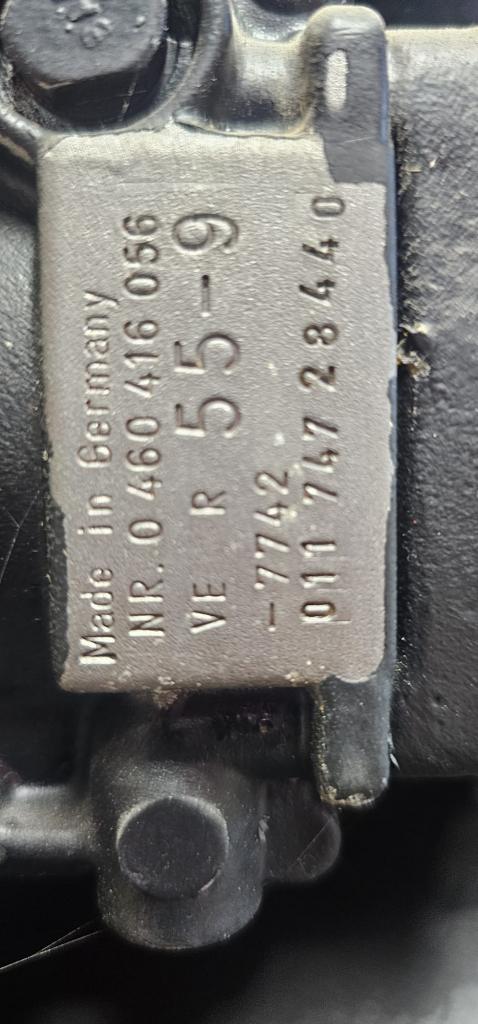 Made in Germany
NR. 0 460 416 056
VE R 55-9
-7742
011 747 28440